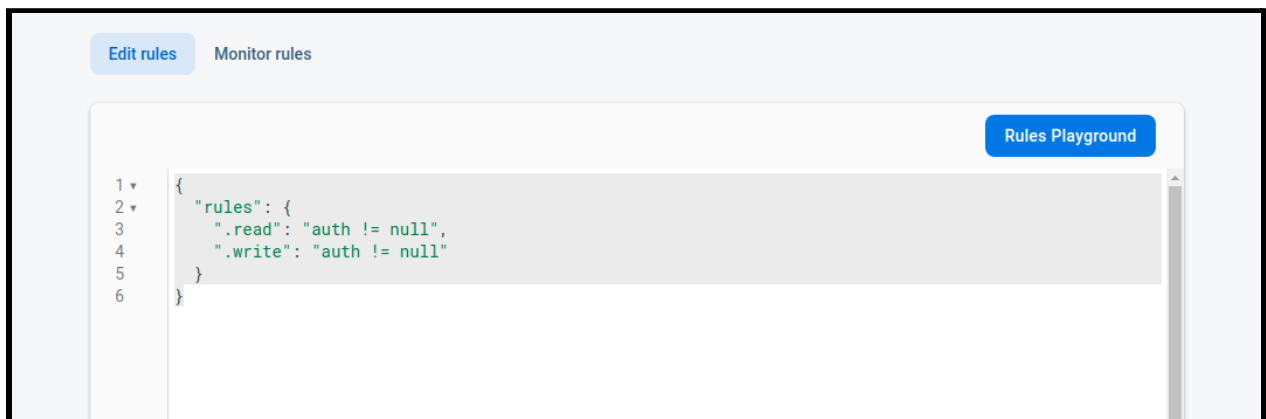 Edit rules Monitor rules
Rules Playground
1 {
2 "rules": {
3 ".read": "auth != null",
4 ".write": "auth != null"
5 }
6 }